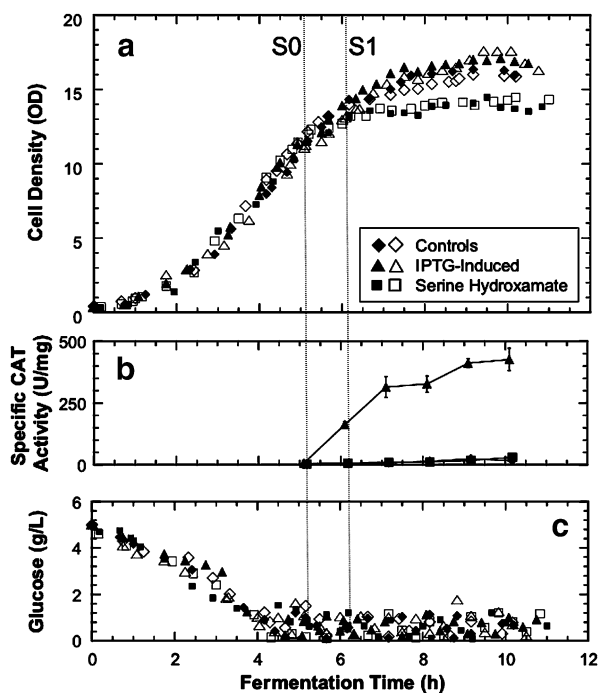 a
S0
S1
Cell Density (OD)
20
15
10
5
0
Controls
IPTG-Induced
Serine Hydroxamate
b
Specific CAT
Activity (U/mg)
500
250
0
c
Glucose (g/L)
6
4
2
0
0 2 4 6 8 10 12
Fermentation Time (h)